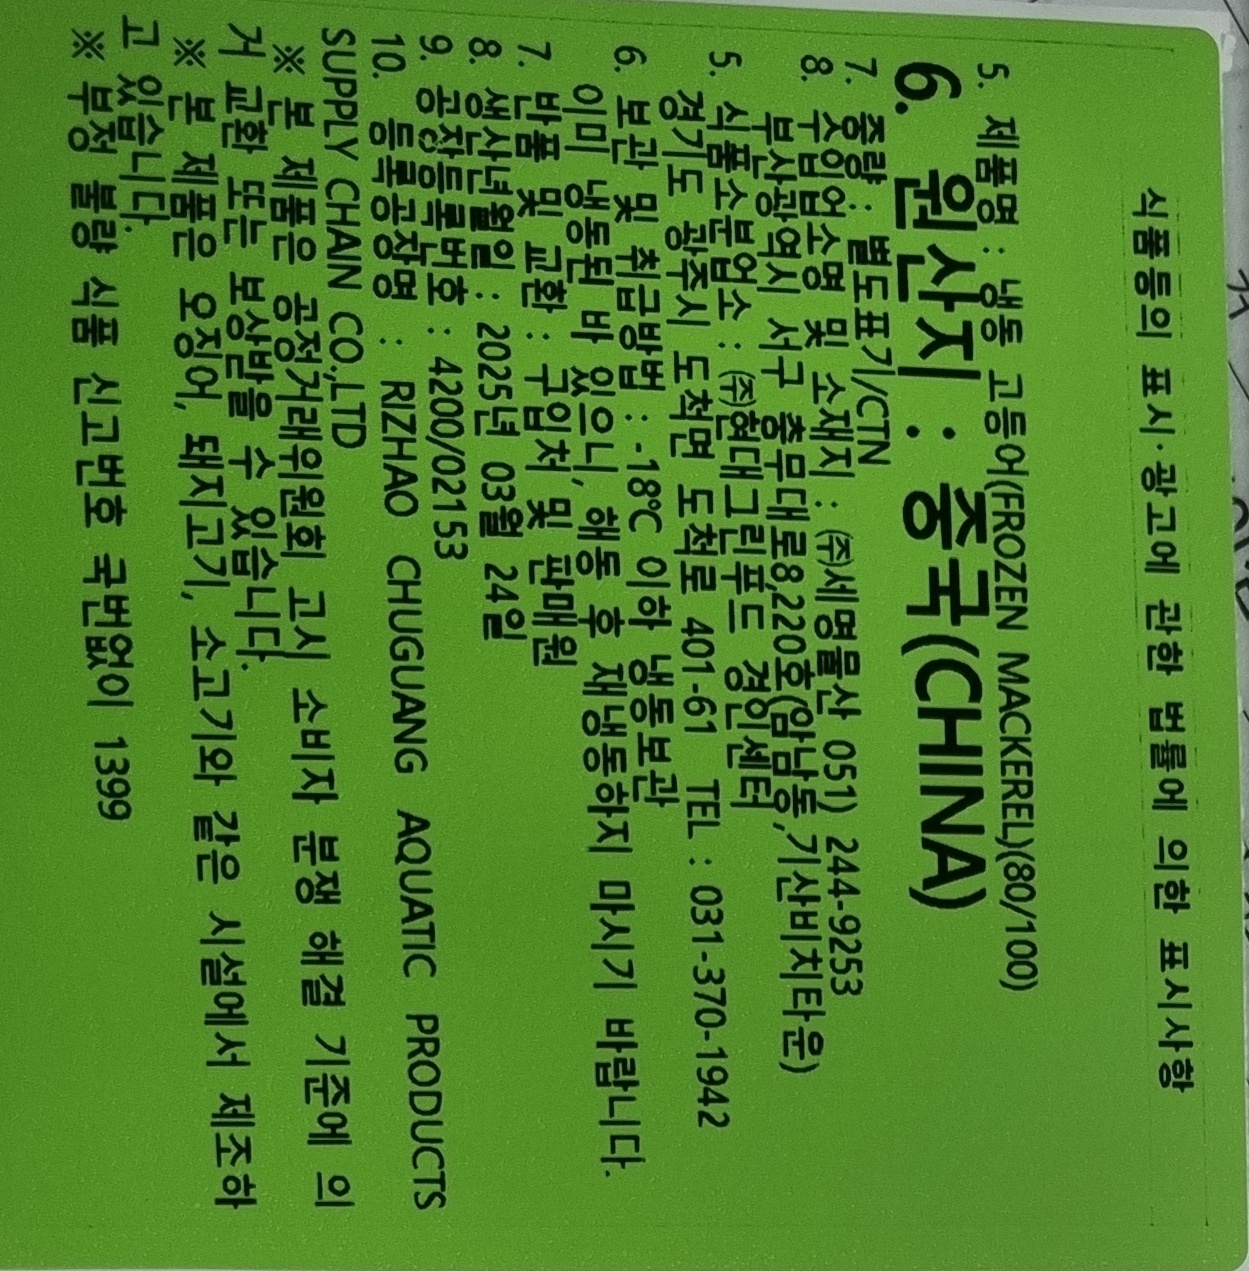 식품등의 표시·광고에 관한 법률에 의한 표시사항
5. 제품명 : 냉동 고등어(FROZEN MACKEREL)(80/100)
6. 원산지 : 중국(CHINA)
7. 중량 : 별도표기/CTN
8. 수입업소명 및 소재지 : ㈜세명물산 051) 244-9253
부산광역시 서구 충무대로8,220호(암남동,기산비치타운)
5. 식품소분업소 : ㈜현대그린푸드 경인센터
경기도 광주시 도척면 도척로 401-61 TEL : 031-370-1942
6. 보관 및 취급방법 : -18℃ 이하 냉동보관
이미 냉동된 바 있으니, 해동 후 재냉동하지 마시기 바랍니다.
7. 반품 및 교환 : 구입처 및 판매원
8. 생산년월일 : 2025년 03월 24일
9. 공장등록번호 : 4200/02153
10. 등록공장명 : RIZHAO CHUGUANG AQUATIC PRODUCTS
SUPPLY CHAIN CO.,LTD
※ 본 제품은 공정거래위원회 고시 소비자 분쟁 해결 기준에 의
거 교환 또는 보상받을 수 있습니다.
※ 본 제품은 오징어, 돼지고기, 소고기와 같은 시설에서 제조하
고 있습니다.
※ 부정 불량 식품 신고번호 국번없이 1399